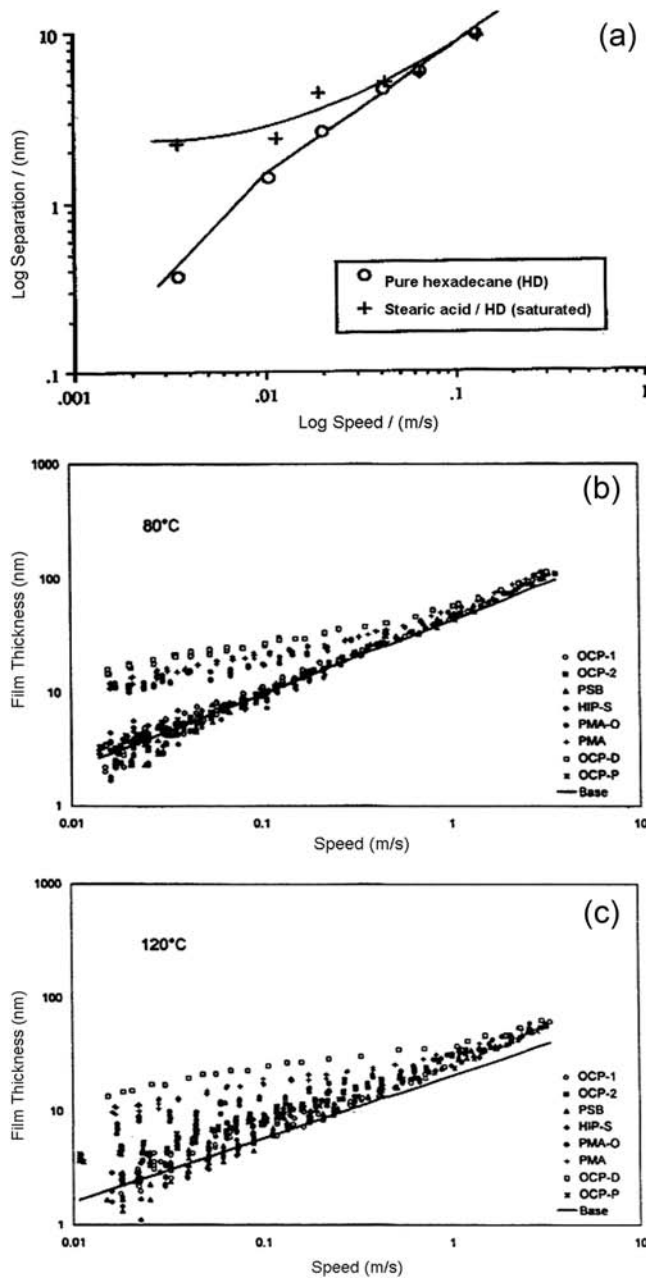 (a)
10
1
.1
.001
.01
.1
1
Log Separation / (nm)
Log Speed / (m/s)
Pure hexadecane (HD)
Stearic acid / HD (saturated)
(b)
80°C
1000
100
10
1
0.01
0.1
1
10
Film Thickness (nm)
Speed (m/s)
OCP-1
OCP-2
PSB
HIP-S
PMA-O
PMA
OCP-D
OCP-P
Base
(c)
120°C
1000
100
10
1
0.01
0.1
1
10
Film Thickness (nm)
Speed (m/s)
OCP-1
OCP-2
PSB
HIP-S
PMA-O
PMA
OCP-D
OCP-P
Base